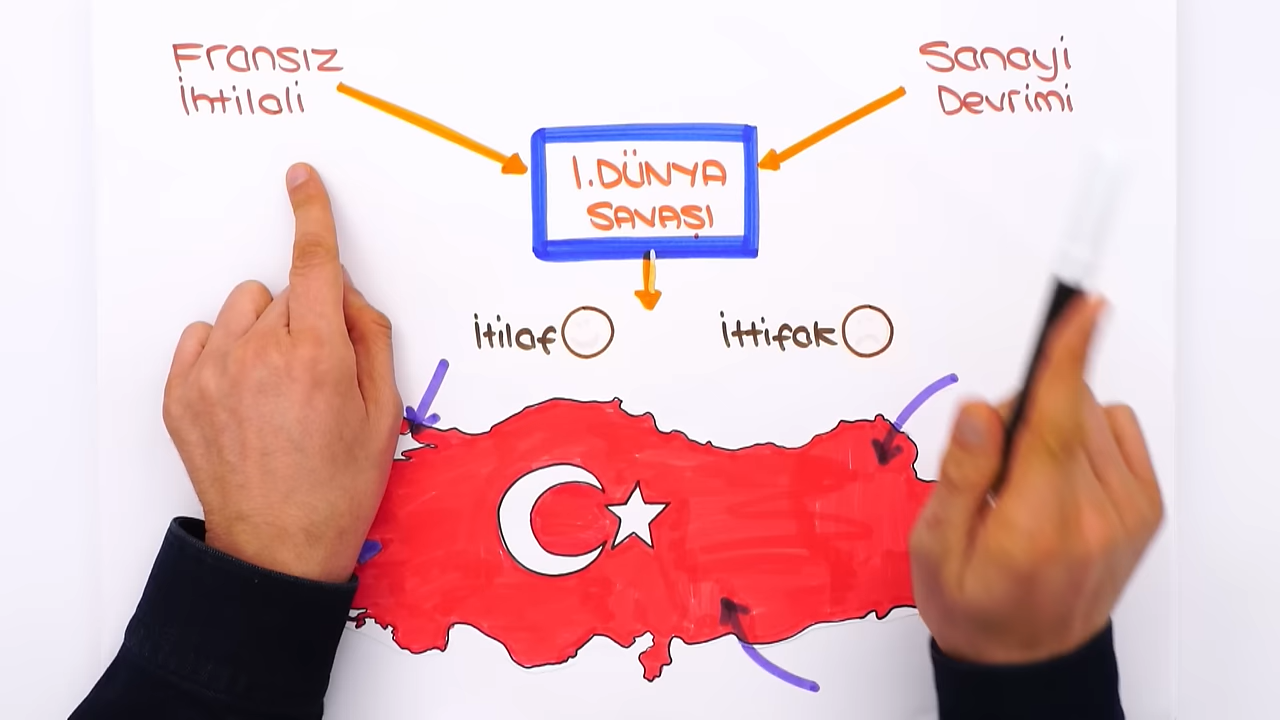 Fransız
İhtilali
Sanayi
Devrimi
1.DÜNYA
SAVAŞI
İtilaf
İttifak